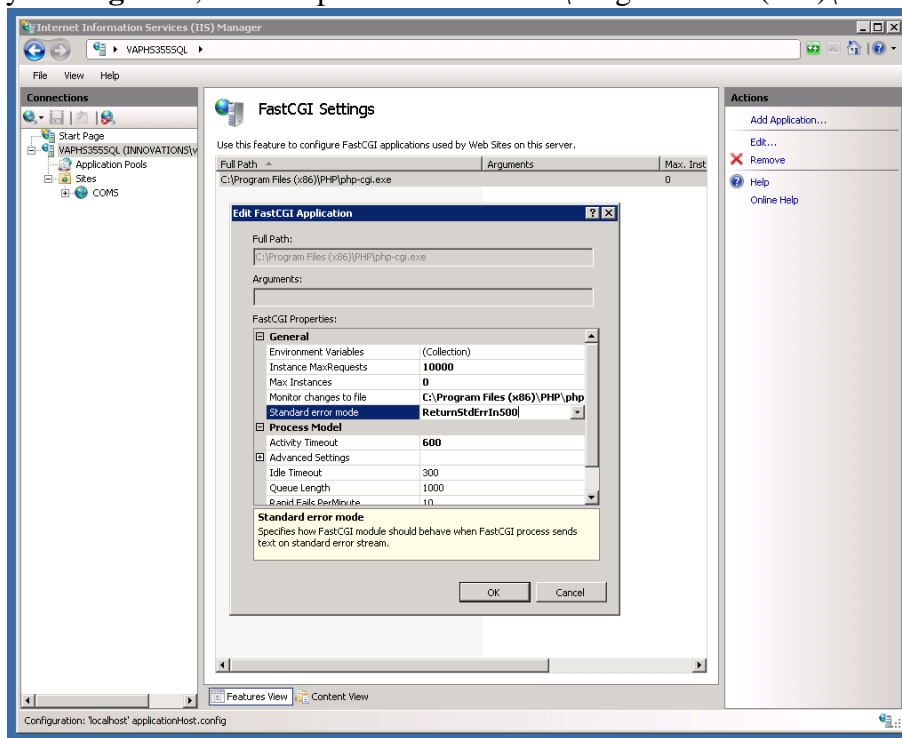 Internet Information Services (IIS) Manager
VAPHS355SQL
File View Help
Connections
Start Page
VAPHS355SQL (INNOVATIONS\v
Application Pools
Sites
COMS
FastCGI Settings
Use this feature to configure FastCGI applications used by Web Sites on this server.
Full Path Arguments Max. Inst
C:\Program Files (x86)\PHP\php-cgi.exe 0
Edit FastCGI Application
Full Path:
C:\Program Files (x86)\PHP\php-cgi.exe
Arguments:
FastCGI Properties:
General
Environment Variables (Collection)
Instance MaxRequests 10000
Max Instances 0
Monitor changes to file C:\Program Files (x86)\PHP\php
Standard error mode ReturnStdErrIn500
Process Model
Activity Timeout 600
Advanced Settings
Idle Timeout 300
Queue Length 1000
Rapid Fails PerMinute 10
Standard error mode
Specifies how FastCGI module should behave when FastCGI process sends
text on standard error stream.
OK Cancel
Features View Content View
Actions
Add Application...
Edit...
Remove
Help
Online Help
Configuration: 'localhost' applicationHost.config